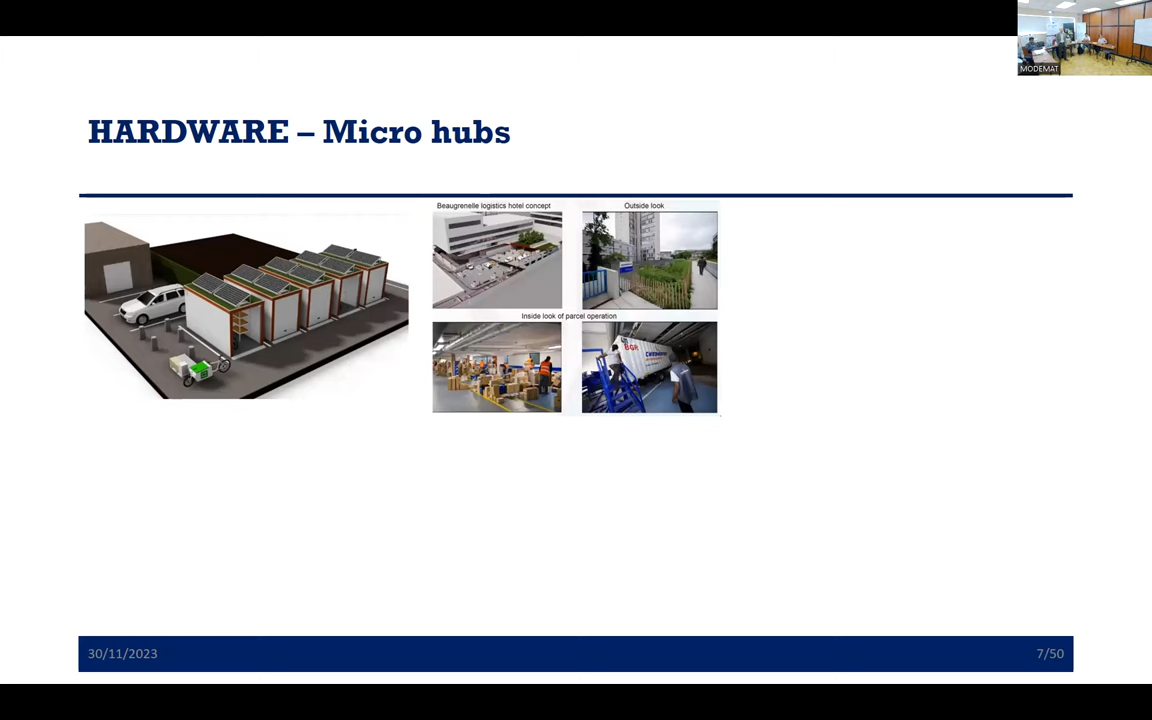 MODEMAT
HARDWARE – Micro hubs
Beaugrenelle logistics hotel concept
Outside look
Inside look of parcel operation
BGR
30/11/2023
7/50